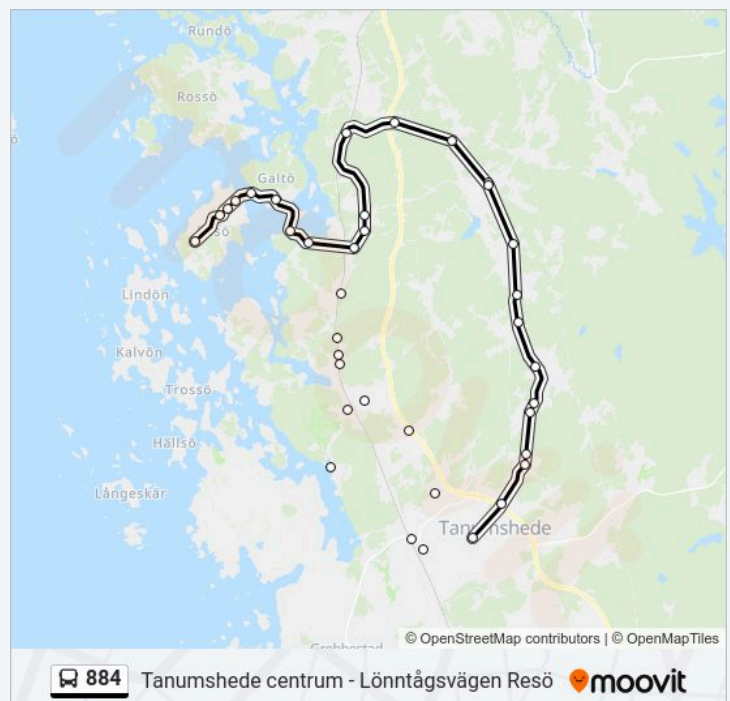 Rundö
Rossö
Galtö
sö
Lindön
Kalvön
Trossö
Hällsö
Långeskär
Tanumshede
Grebbestad
© OpenStreetMap contributors | © OpenMapTiles
884 Tanumshede centrum - Lönntågsvägen Resö moovit